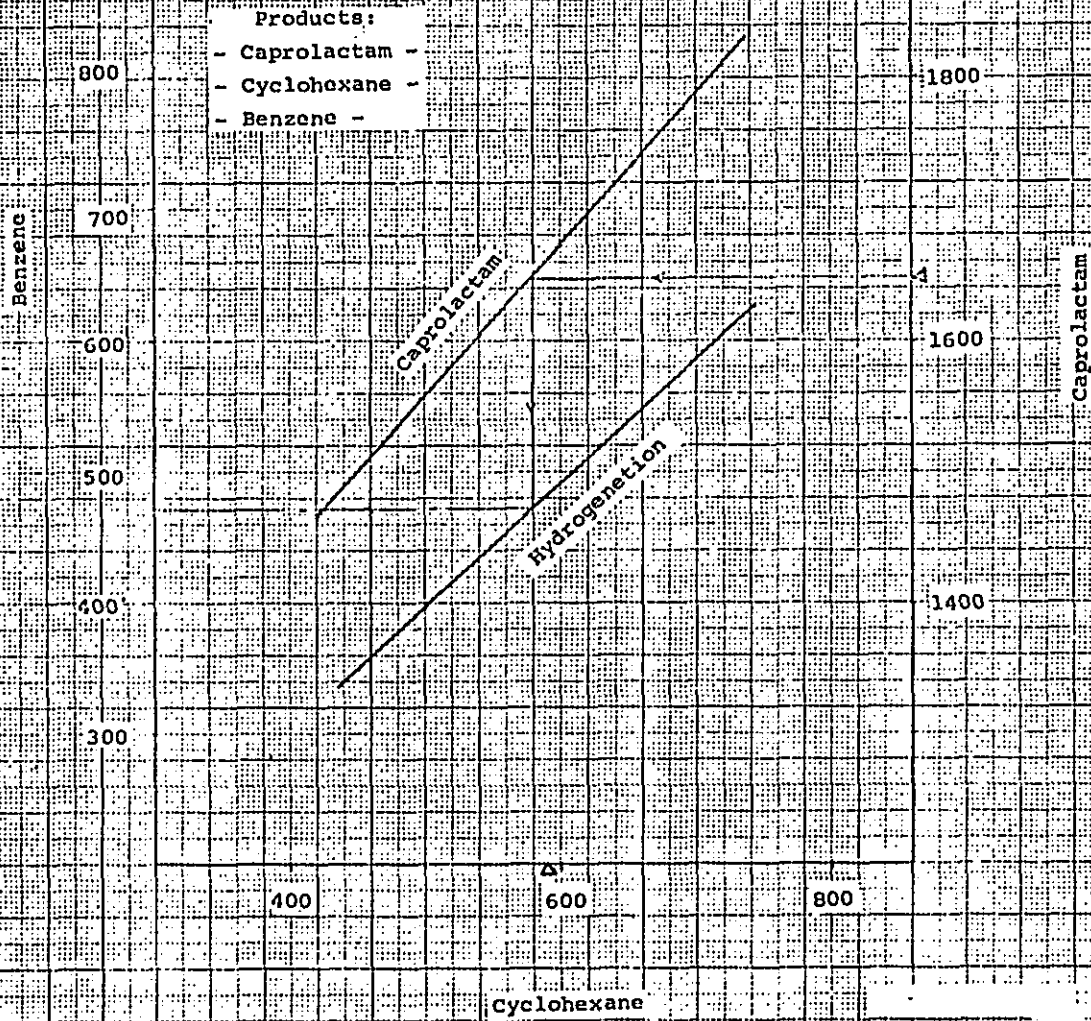 Products:
- Caprolactam -
- Cyclohexane -
- Benzene -
800
1800
700
Benzene
Caprolactam
Caprolactam
600
1600
500
Hydrogenetion
400
1400
300
400
600
800
Cyclohexane